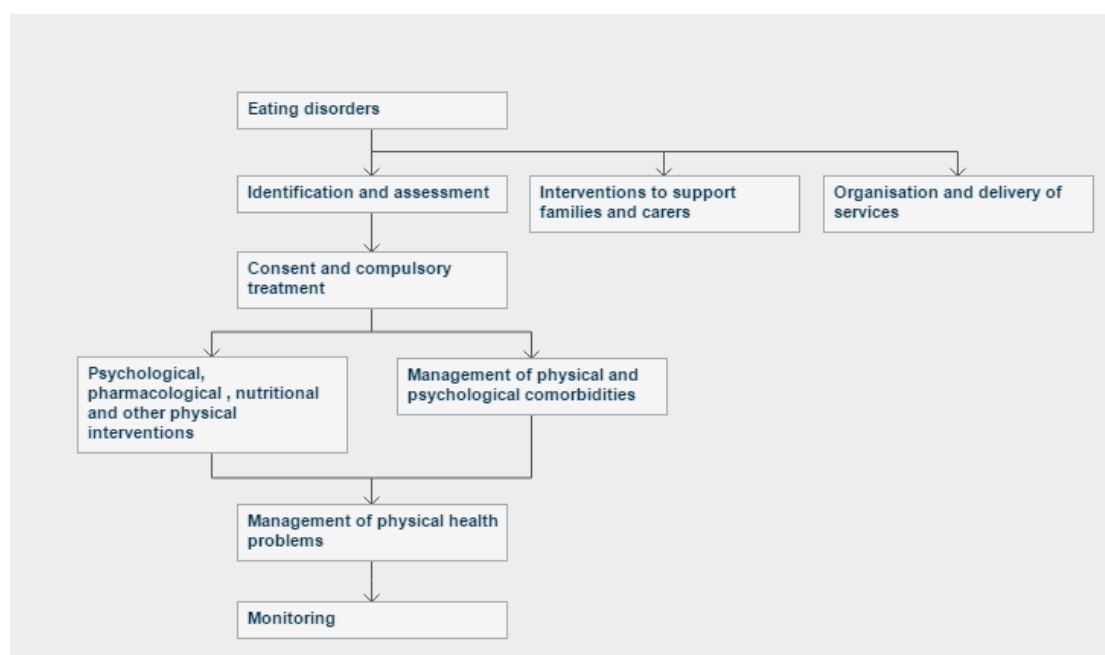 Eating disorders
Identification and assessment
Interventions to support
families and carers
Organisation and delivery of
services
Consent and compulsory
treatment
Psychological,
pharmacological , nutritional
and other physical
interventions
Management of physical and
psychological comorbidities
Management of physical health
problems
Monitoring